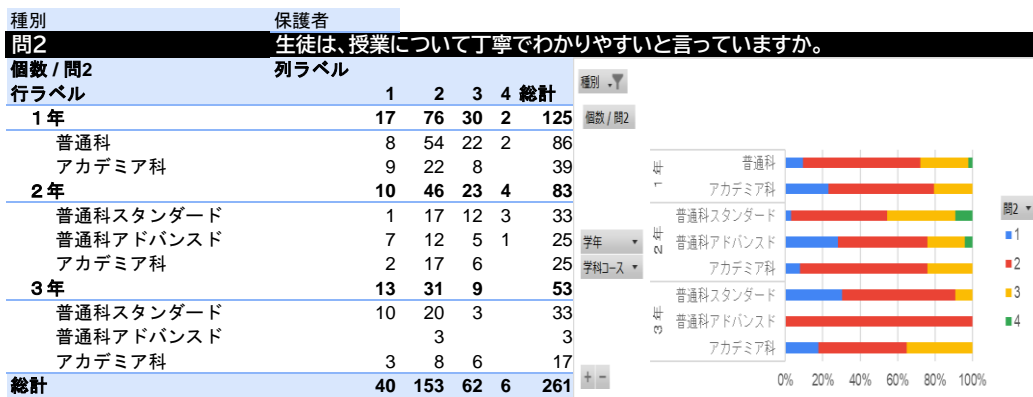 種別 保護者
問2 生徒は、授業について丁寧でわかりやすいと言っていますか。
個数 / 問2 列ラベル
行ラベル 1 2 3 4 総計
1年 17 76 30 2 125
普通科 8 54 22 2 86
アカデミア科 9 22 8 39
2年 10 46 23 4 83
普通科スタンダード 1 17 12 3 33
普通科アドバンスド 7 12 5 1 25
アカデミア科 2 17 6 25
3年 13 31 9 53
普通科スタンダード 10 20 3 33
普通科アドバンスド 3 3
アカデミア科 3 8 6 17
総計 40 153 62 6 261
種別
個数 / 問2
学年
学科コース
1年
普通科
アカデミア科
2年
普通科スタンダード
普通科アドバンスド
アカデミア科
3年
普通科スタンダード
普通科アドバンスド
アカデミア科
0% 20% 40% 60% 80% 100%
問2
1
2
3
4
+ −